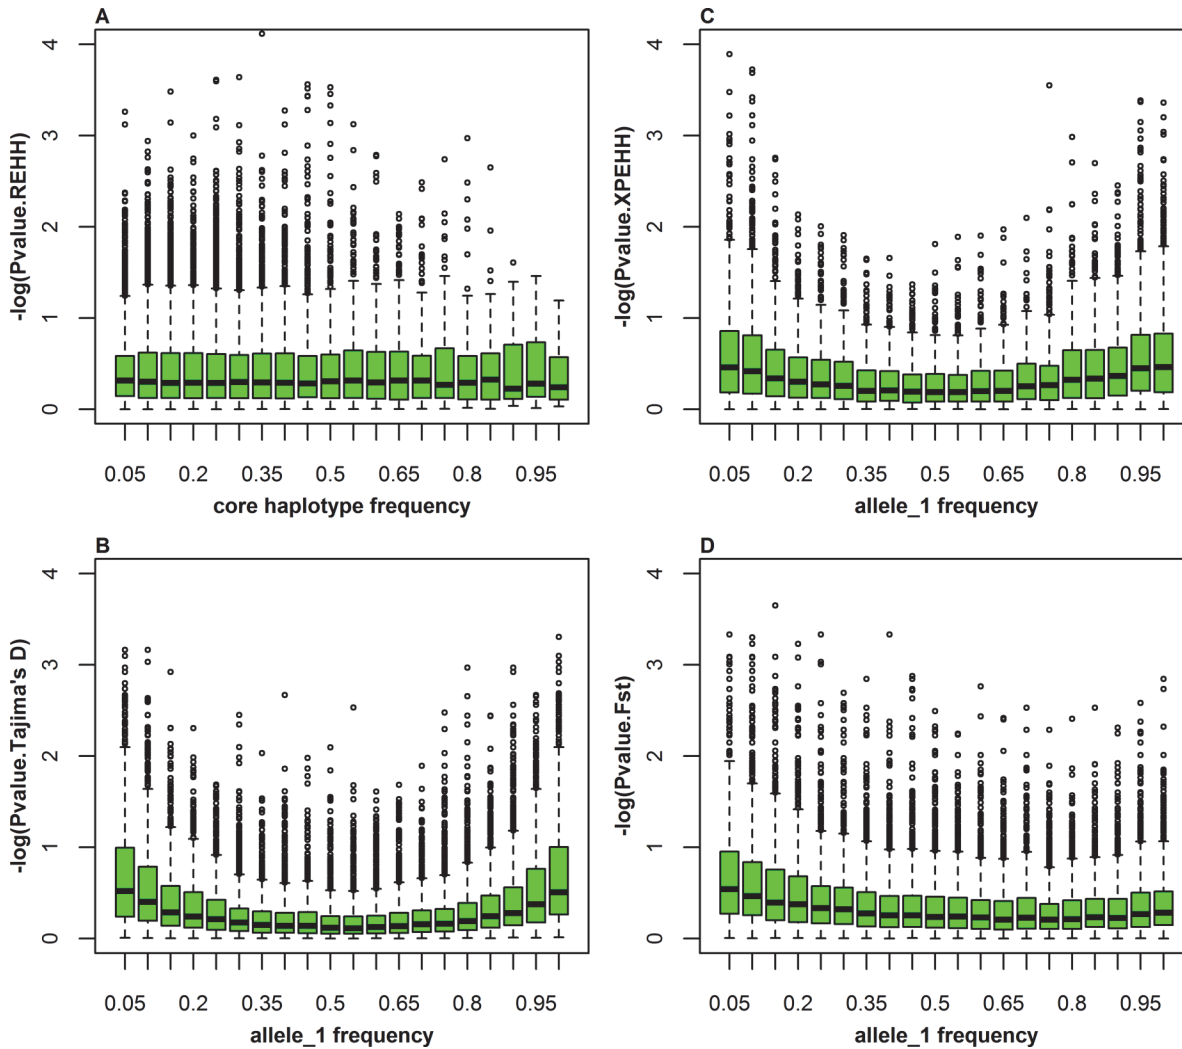 A
-log(Pvalue.REHH)
4
3
2
1
0
0.05 0.2 0.35 0.5 0.65 0.8 0.95
core haplotype frequency
C
-log(Pvalue.XPEHH)
4
3
2
1
0
0.05 0.2 0.35 0.5 0.65 0.8 0.95
allele_1 frequency
B
-log(Pvalue.Tajima's D)
4
3
2
1
0
0.05 0.2 0.35 0.5 0.65 0.8 0.95
allele_1 frequency
D
-log(Pvalue.Fst)
4
3
2
1
0
0.05 0.2 0.35 0.5 0.65 0.8 0.95
allele_1 frequency